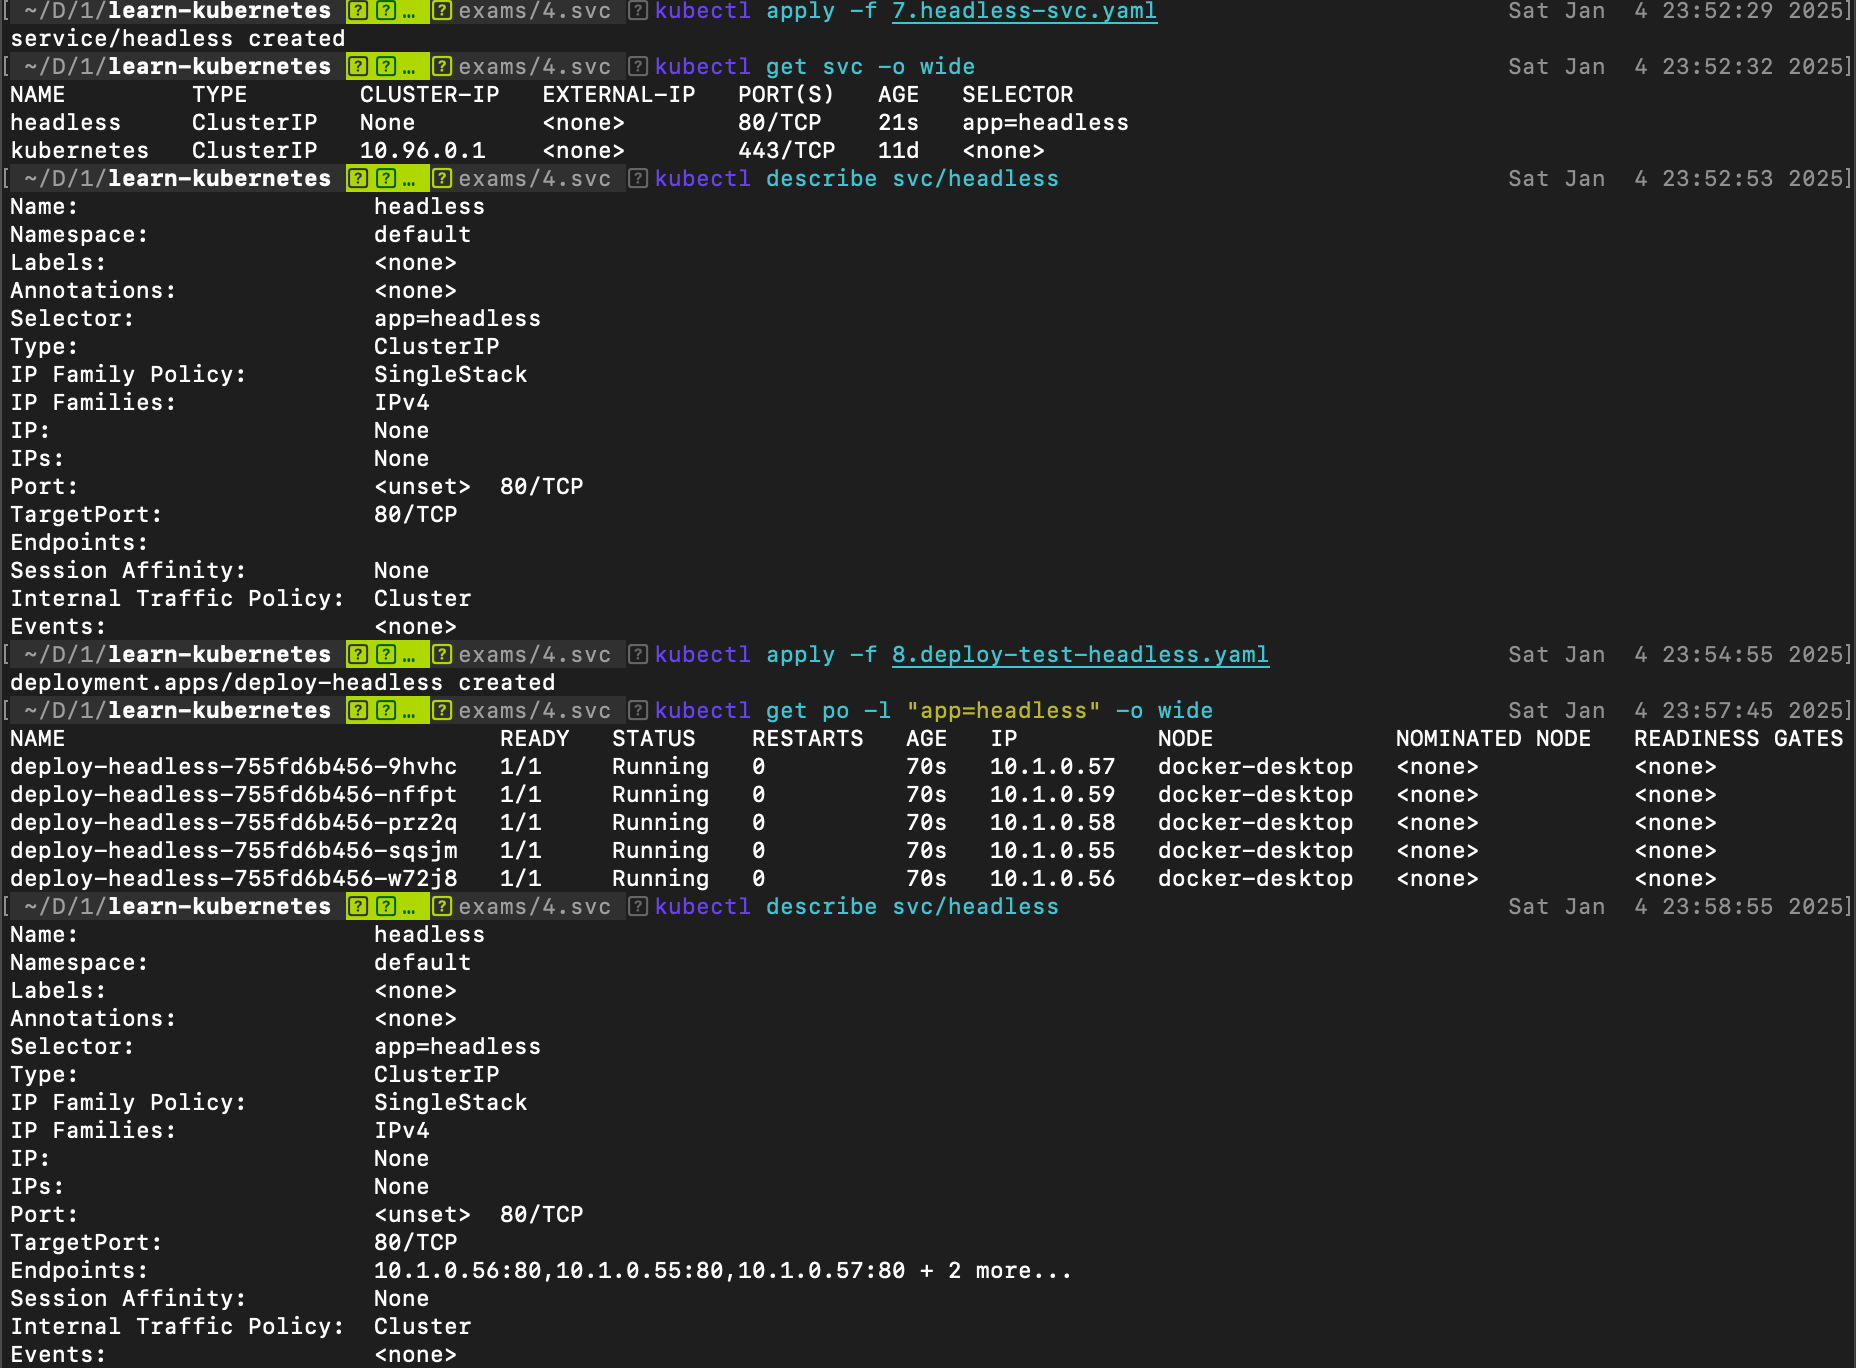 ~/D/1/learn-kubernetes ? ? … ? exams/4.svc ? kubectl apply -f 7.headless-svc.yaml Sat Jan  4 23:52:29 2025]
service/headless created
[ ~/D/1/learn-kubernetes ? ? … ? exams/4.svc ? kubectl get svc -o wide Sat Jan  4 23:52:32 2025]
NAME         TYPE        CLUSTER-IP   EXTERNAL-IP   PORT(S)   AGE   SELECTOR
headless     ClusterIP   None         <none>        80/TCP    21s   app=headless
kubernetes   ClusterIP   10.96.0.1    <none>        443/TCP   11d   <none>
[ ~/D/1/learn-kubernetes ? ? … ? exams/4.svc ? kubectl describe svc/headless Sat Jan  4 23:52:53 2025]
Name:                     headless
Namespace:                default
Labels:                   <none>
Annotations:              <none>
Selector:                 app=headless
Type:                     ClusterIP
IP Family Policy:         SingleStack
IP Families:              IPv4
IP:                       None
IPs:                      None
Port:                     <unset>  80/TCP
TargetPort:               80/TCP
Endpoints:
Session Affinity:         None
Internal Traffic Policy:  Cluster
Events:                   <none>
[ ~/D/1/learn-kubernetes ? ? … ? exams/4.svc ? kubectl apply -f 8.deploy-test-headless.yaml Sat Jan  4 23:54:55 2025]
deployment.apps/deploy-headless created
[ ~/D/1/learn-kubernetes ? ? … ? exams/4.svc ? kubectl get po -l "app=headless" -o wide Sat Jan  4 23:57:45 2025]
NAME                               READY   STATUS    RESTARTS   AGE   IP          NODE             NOMINATED NODE   READINESS GATES
deploy-headless-755fd6b456-9hvhc   1/1     Running   0          70s   10.1.0.57   docker-desktop   <none>           <none>
deploy-headless-755fd6b456-nffpt   1/1     Running   0          70s   10.1.0.59   docker-desktop   <none>           <none>
deploy-headless-755fd6b456-prz2q   1/1     Running   0          70s   10.1.0.58   docker-desktop   <none>           <none>
deploy-headless-755fd6b456-sqsjm   1/1     Running   0          70s   10.1.0.55   docker-desktop   <none>           <none>
deploy-headless-755fd6b456-w72j8   1/1     Running   0          70s   10.1.0.56   docker-desktop   <none>           <none>
[ ~/D/1/learn-kubernetes ? ? … ? exams/4.svc ? kubectl describe svc/headless Sat Jan  4 23:58:55 2025]
Name:                     headless
Namespace:                default
Labels:                   <none>
Annotations:              <none>
Selector:                 app=headless
Type:                     ClusterIP
IP Family Policy:         SingleStack
IP Families:              IPv4
IP:                       None
IPs:                      None
Port:                     <unset>  80/TCP
TargetPort:               80/TCP
Endpoints:                10.1.0.56:80,10.1.0.55:80,10.1.0.57:80 + 2 more...
Session Affinity:         None
Internal Traffic Policy:  Cluster
Events:                   <none>